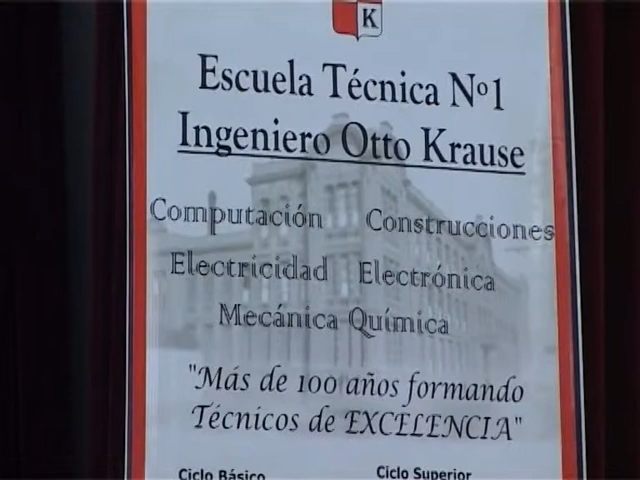 K
Escuela Técnica Nº1
Ingeniero Otto Krause
Computación Construcciones
Electricidad Electrónica
Mecánica Química
"Más de 100 años formando
Técnicos de EXCELENCIA"
Ciclo Básico Ciclo Superior